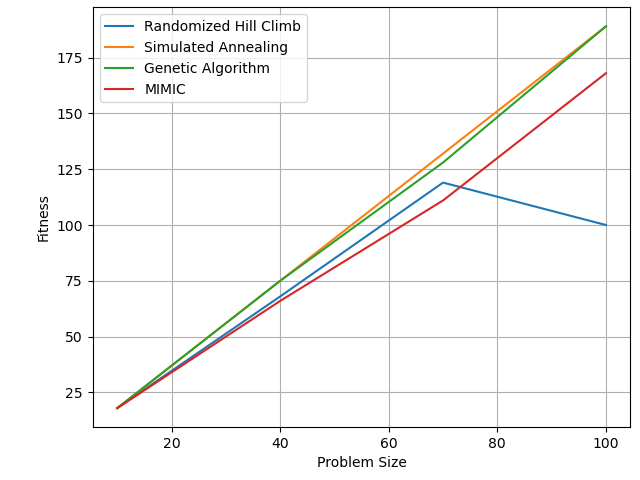 Randomized Hill Climb
Simulated Annealing
Genetic Algorithm
MIMIC
175
150
125
100
75
50
25
Fitness
20 40 60 80 100
Problem Size